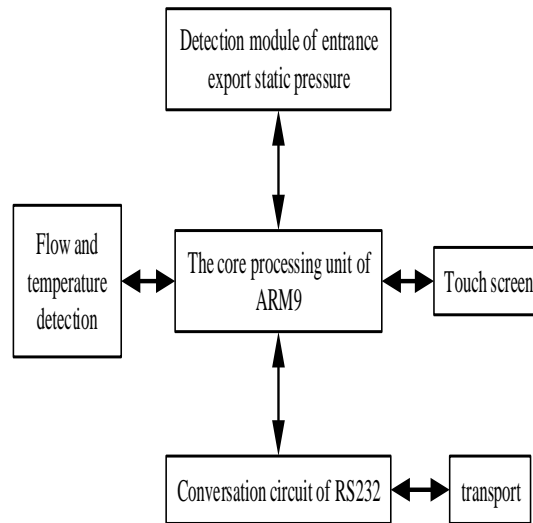 Detection module of entrance
export static pressure
Flow and
temperature
detection
The core processing unit of
ARM9
Touch screen
Conversation circuit of RS232
transport